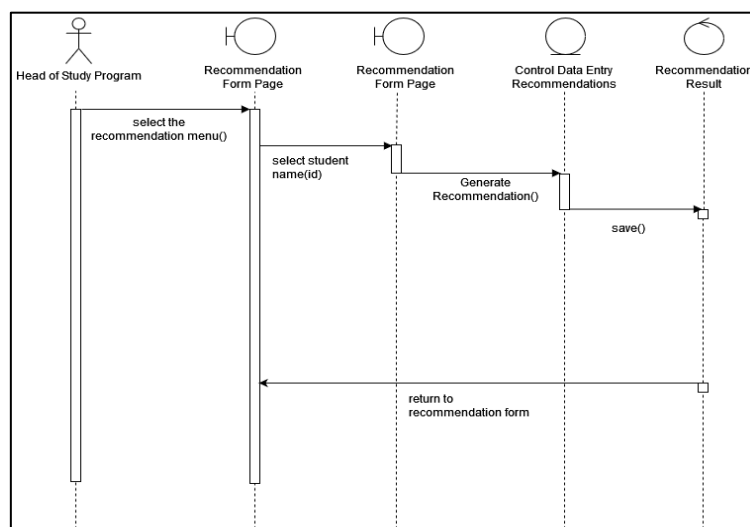 Head of Study Program
Recommendation
Form Page
Recommendation
Form Page
Control Data Entry
Recommendations
Recommendation
Result
select the
recommendation menu()
select student
name(id)
Generate
Recommendation()
save()
return to
recommendation form